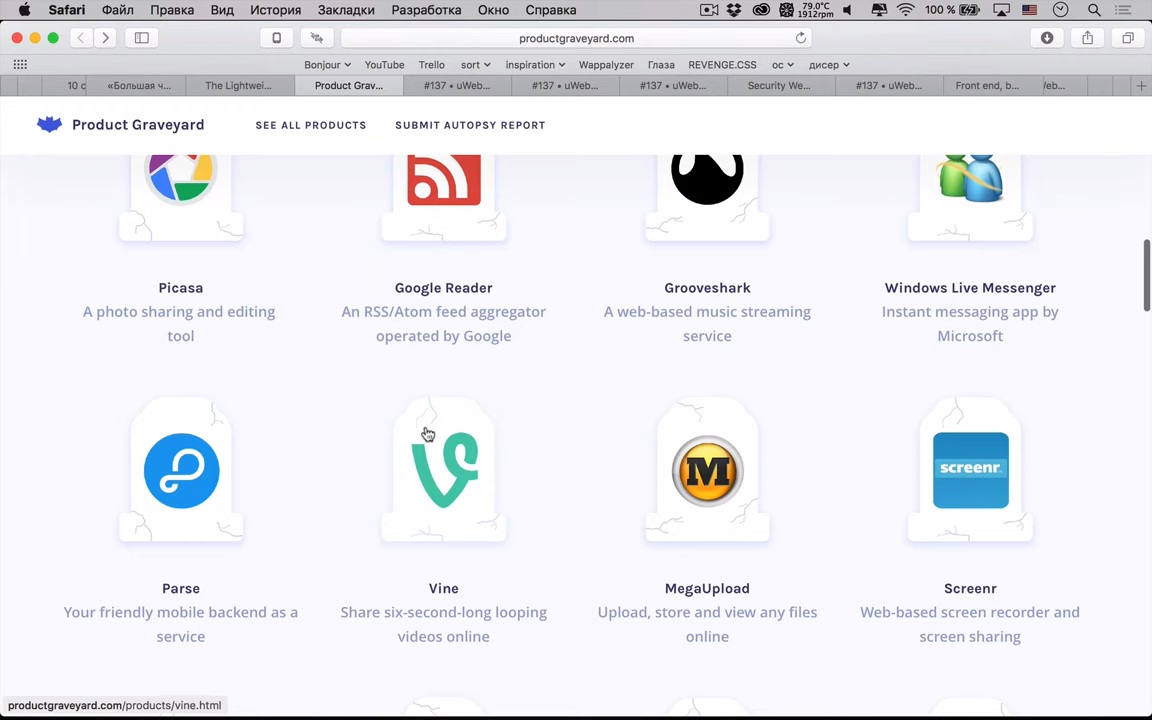 Safari Файл Правка Вид История Закладки Разработка Окно Справка 79.0°C 1912rpm 100 %
productgraveyard.com
Bonjour YouTube Trello sort inspiration Wappalyzer Глаза REVENGE.CSS ос дисер
10 с «Большая ч... The Lightwei... Product Grav... #137 • uWeb... #137 • uWeb... #137 • uWeb... Security We... #137 • uWeb... Front end, b... /eb...
Product Graveyard SEE ALL PRODUCTS SUBMIT AUTOPSY REPORT
Picasa
A photo sharing and editing
tool
Google Reader
An RSS/Atom feed aggregator
operated by Google
Grooveshark
A web-based music streaming
service
Windows Live Messenger
Instant messaging app by
Microsoft
M
screenr
Parse
Your friendly mobile backend as a
service
Vine
Share six-second-long looping
videos online
MegaUpload
Upload, store and view any files
online
Screenr
Web-based screen recorder and
screen sharing
productgraveyard.com/products/vine.html